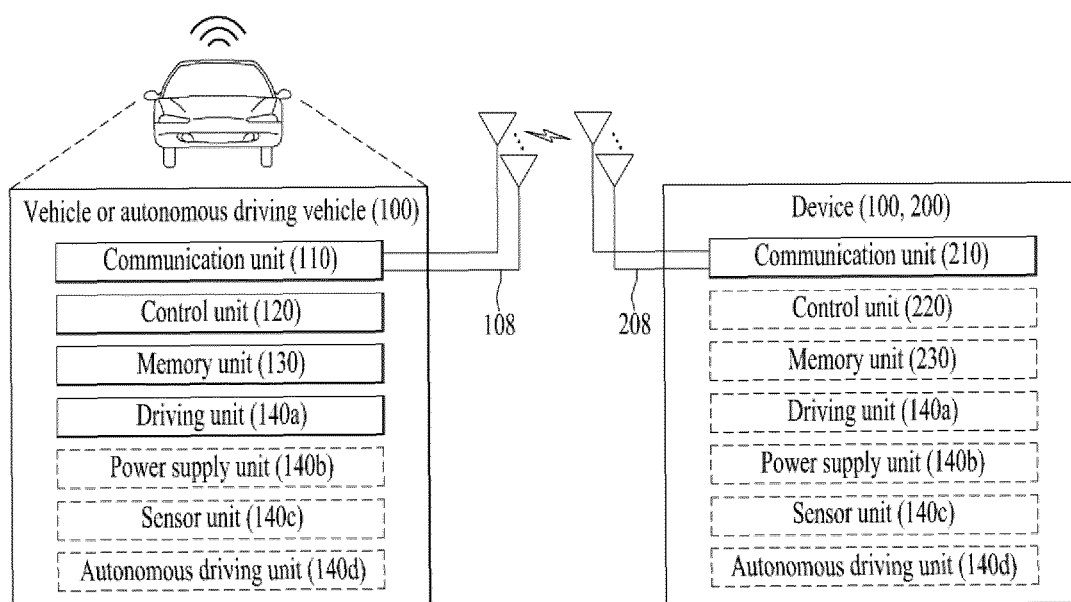 Vehicle or autonomous driving vehicle (100)
Communication unit (110)
Control unit (120)
Memory unit (130)
Driving unit (140a)
Power supply unit (140b)
Sensor unit (140c)
Autonomous driving unit (140d)
108
208
Device (100, 200)
Communication unit (210)
Control unit (220)
Memory unit (230)
Driving unit (140a)
Power supply unit (140b)
Sensor unit (140c)
Autonomous driving unit (140d)